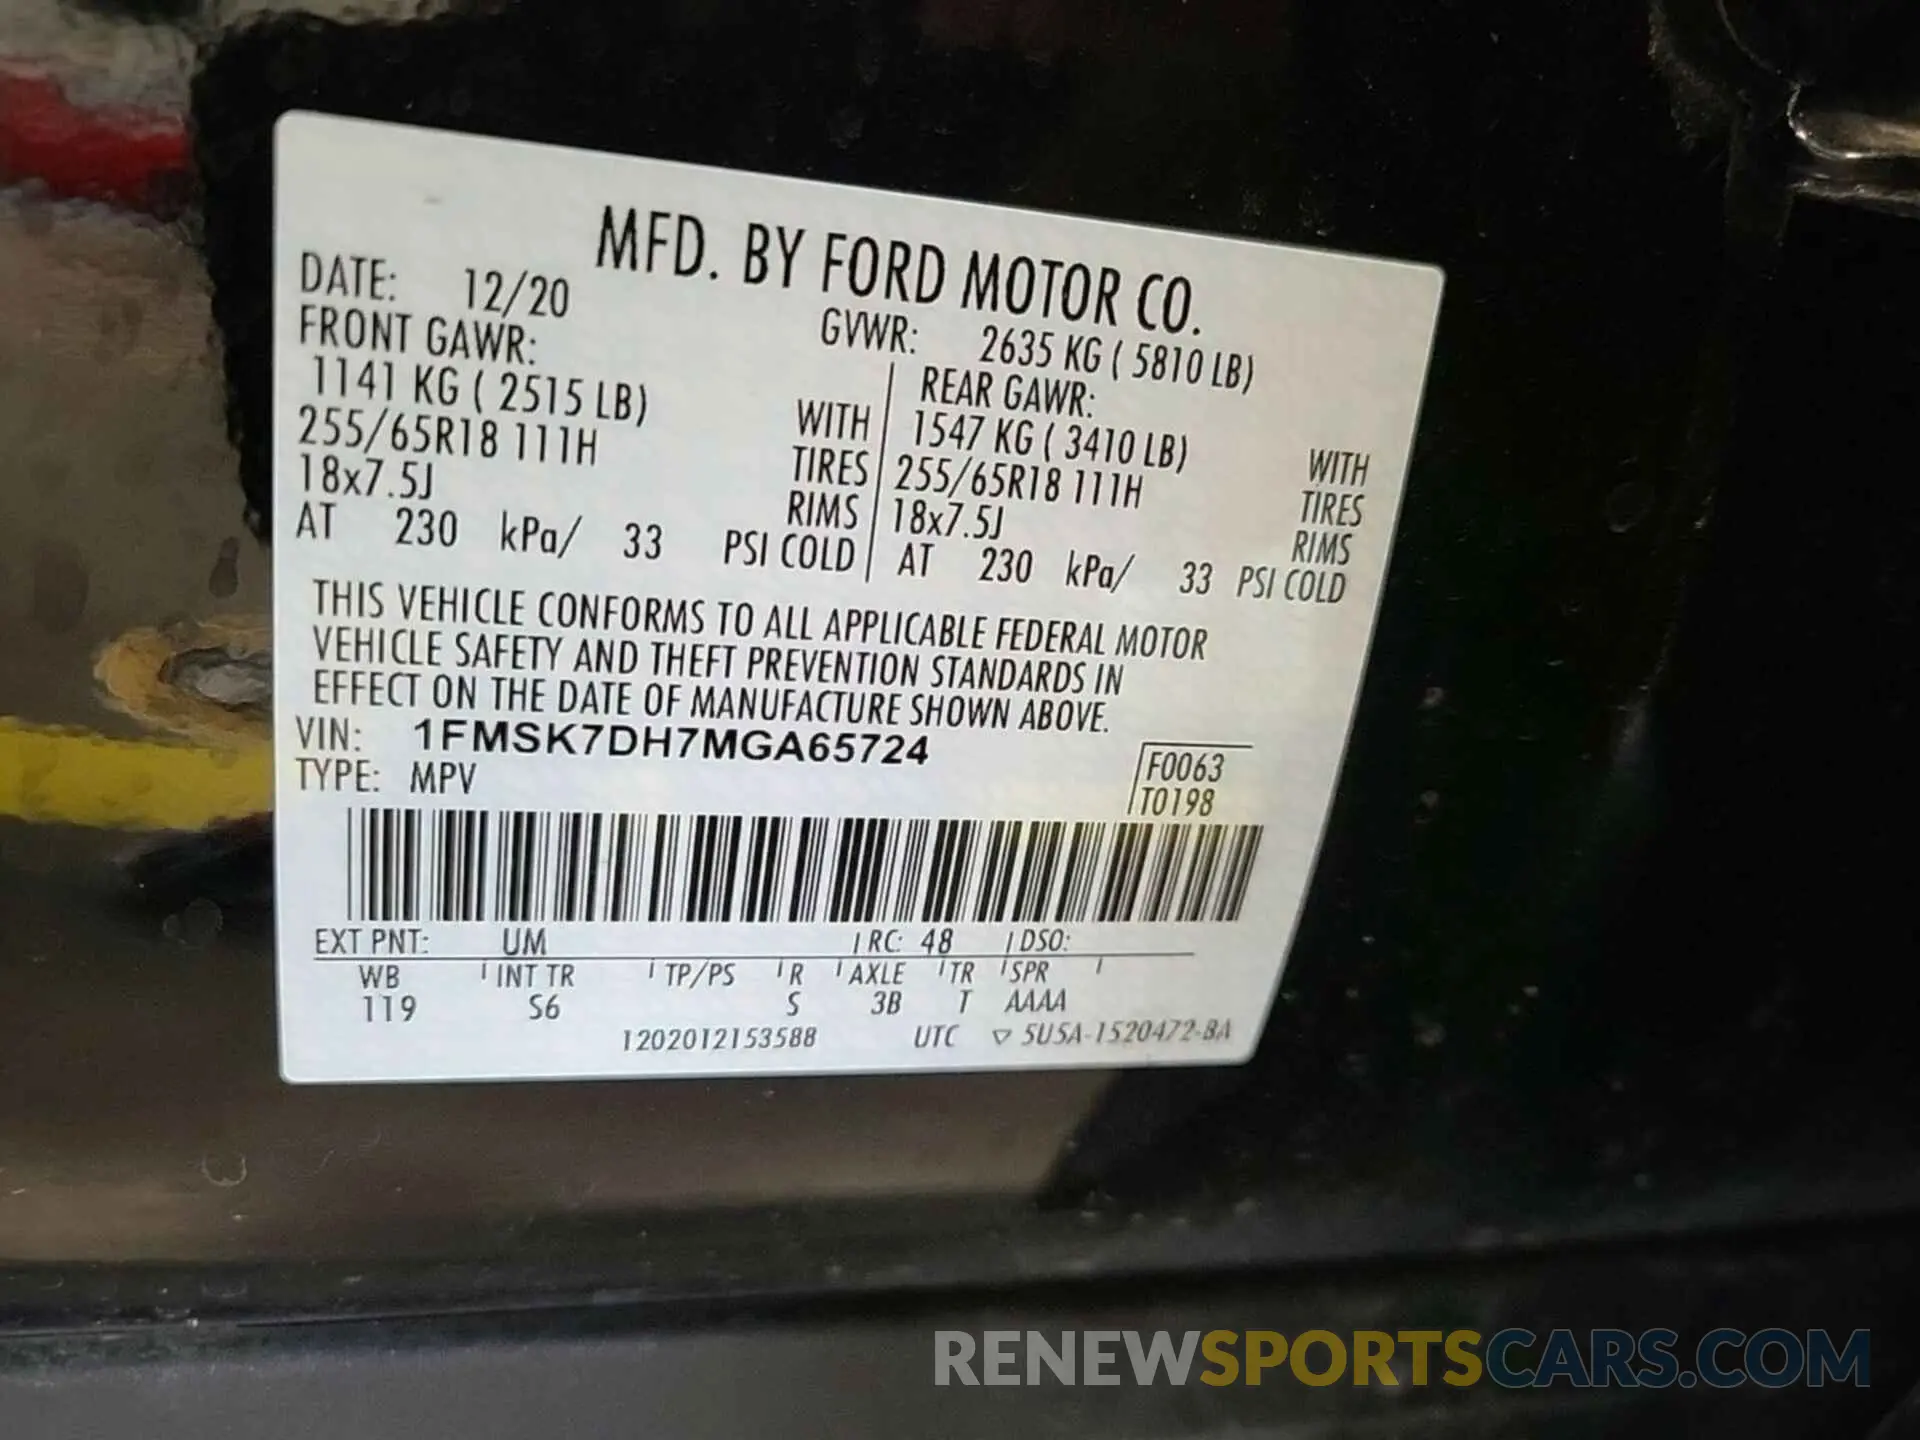 MFD. BY FORD MOTOR CO.
DATE: 12/20 GVWR: 2635 KG ( 5810 LB)
FRONT GAWR: REAR GAWR:
1141 KG ( 2515 LB) WITH 1547 KG ( 3410 LB) WITH
255/65R18 111H TIRES 255/65R18 111H TIRES
18x7.5J RIMS 18x7.5J RIMS
AT 230 kPa/ 33 PSI COLD AT 230 kPa/ 33 PSI COLD
THIS VEHICLE CONFORMS TO ALL APPLICABLE FEDERAL MOTOR
VEHICLE SAFETY AND THEFT PREVENTION STANDARDS IN
EFFECT ON THE DATE OF MANUFACTURE SHOWN ABOVE.
VIN: 1FMSK7DH7MGA65724
TYPE: MPV
F0063
T0198
EXT PNT: UM RC: 48 DSO:
WB INT TR TP/PS R AXLE TR SPR
119 S6 S 3B T AAAA
1202012153588 UTC ▽ 5U5A-1520472-BA
RENEWSPORTSCARS.COM